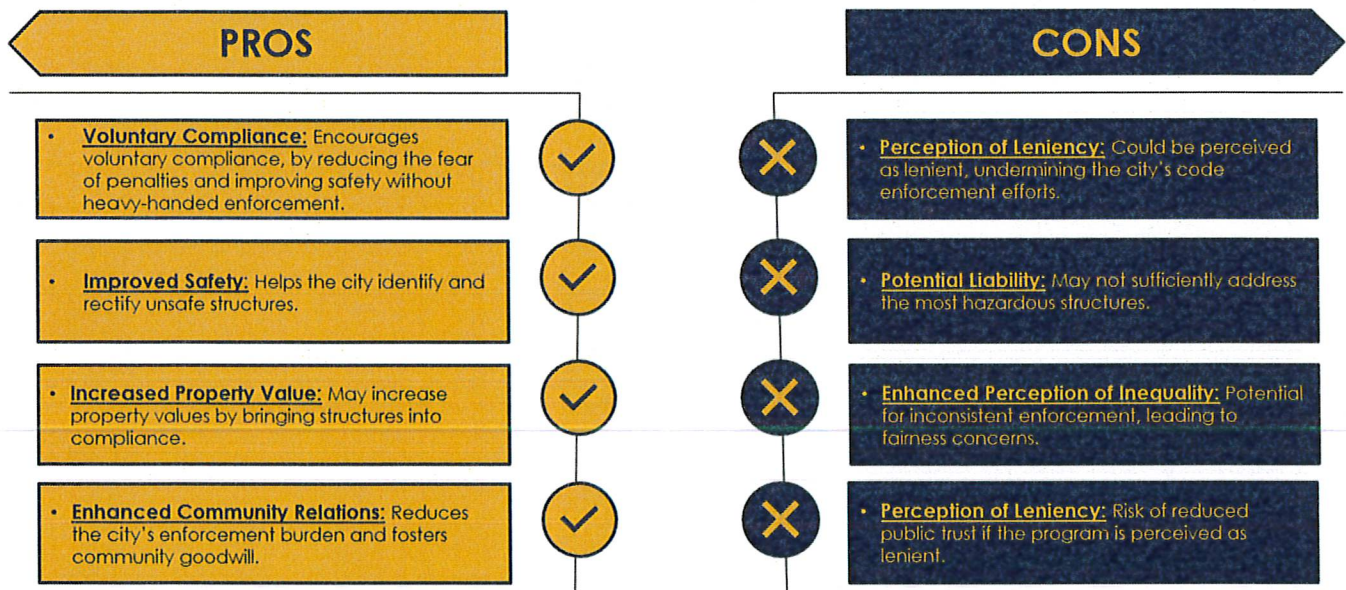 PROS
• Voluntary Compliance: Encourages
voluntary compliance, by reducing the fear
of penalties and improving safety without
heavy-handed enforcement.
• Improved Safety: Helps the city identify and
rectify unsafe structures.
• Increased Property Value: May increase
property values by bringing structures into
compliance.
• Enhanced Community Relations: Reduces
the city's enforcement burden and fosters
community goodwill.
CONS
• Perception of Leniency: Could be perceived
as lenient, undermining the city's code
enforcement efforts.
• Potential Liability: May not sufficiently address
the most hazardous structures.
• Enhanced Perception of Inequality: Potential
for inconsistent enforcement, leading to
fairness concerns.
• Perception of Leniency: Risk of reduced
public trust if the program is perceived as
lenient.